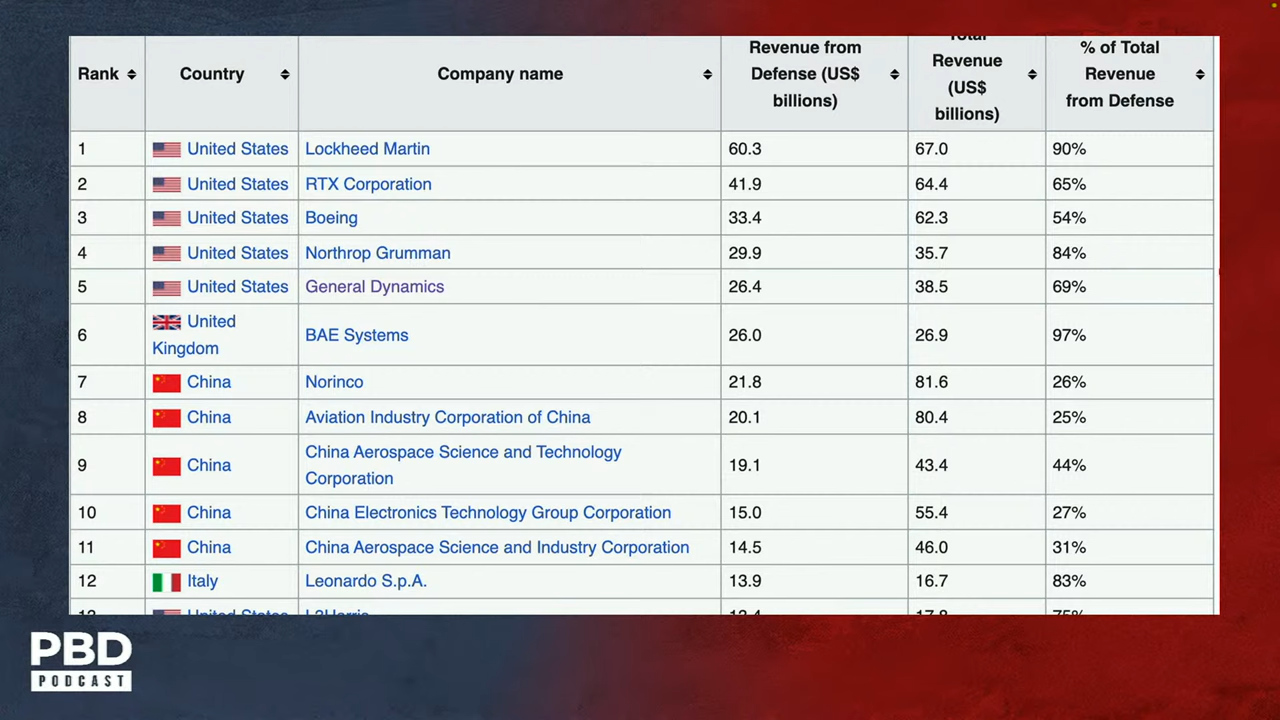 Rank Country Company name Revenue from Defense (US$ billions) Total Revenue (US$ billions) % of Total Revenue from Defense
1 United States Lockheed Martin 60.3 67.0 90%
2 United States RTX Corporation 41.9 64.4 65%
3 United States Boeing 33.4 62.3 54%
4 United States Northrop Grumman 29.9 35.7 84%
5 United States General Dynamics 26.4 38.5 69%
6 United Kingdom BAE Systems 26.0 26.9 97%
7 China Norinco 21.8 81.6 26%
8 China Aviation Industry Corporation of China 20.1 80.4 25%
9 China China Aerospace Science and Technology Corporation 19.1 43.4 44%
10 China China Electronics Technology Group Corporation 15.0 55.4 27%
11 China China Aerospace Science and Industry Corporation 14.5 46.0 31%
12 Italy Leonardo S.p.A. 13.9 16.7 83%
United States L3Harris
PBD
PODCAST